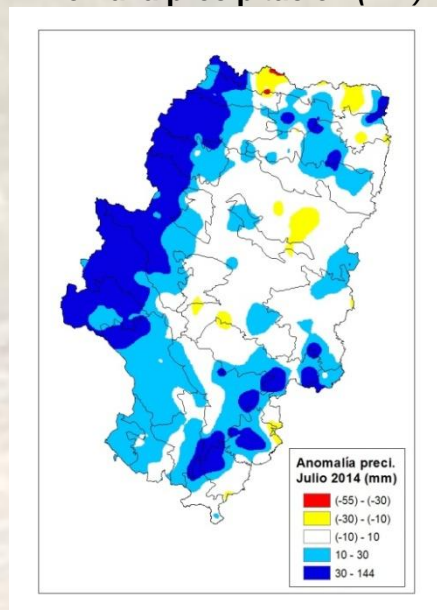 Anomalía preci.
Julio 2014 (mm)
(-55) - (-30)
(-30) - (-10)
(-10) - 10
10 - 30
30 - 144